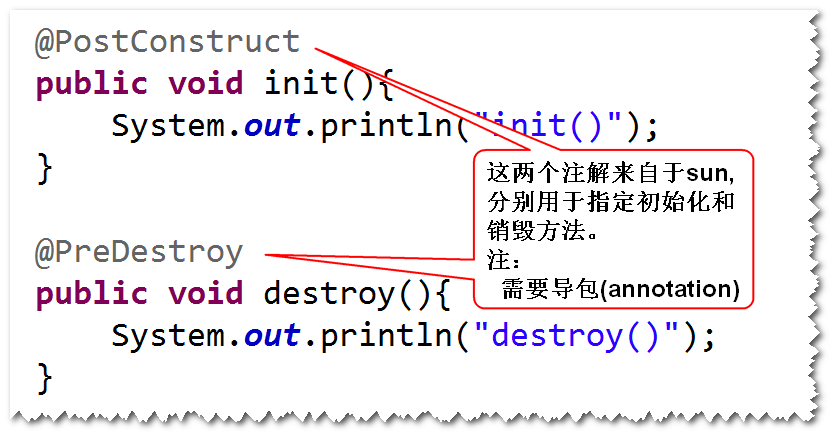 @PostConstruct
public void init(){
    System.out.println("init()");
}
@PreDestroy
public void destroy(){
    System.out.println("destroy()");
}
这两个注解来自于sun,
分别用于指定初始化和
销毁方法。
注：
需要导包(annotation)